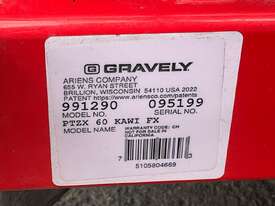 GRAVELY
ARIENS COMPANY
655 W. RYAN STREET
BRILLION, WISCONSIN 54110 USA 2022
PATENT https://www.ariensco.com/patents
991290 095199
MODEL NO. SERIAL NO.
PTZX 60 KAWI FX
MODEL NAME
WARRANTY CODE: CM
NOT FOR SALE IN
CALIFORNIA
5105804669